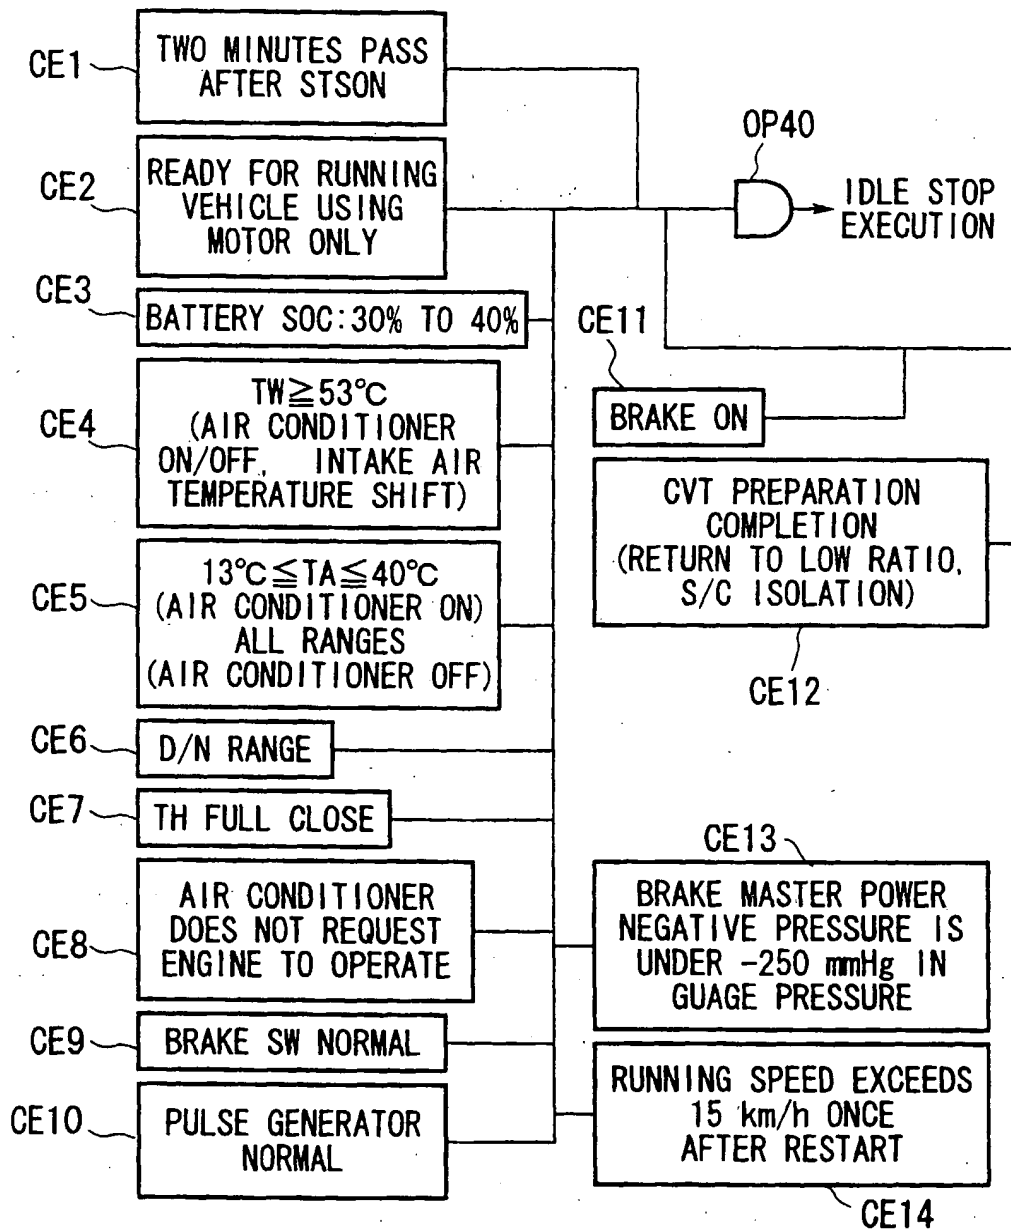 CE1
TWO MINUTES PASS
AFTER STSON
CE2
READY FOR RUNNING
VEHICLE USING
MOTOR ONLY
OP40
IDLE STOP
EXECUTION
CE3
BATTERY SOC:30% TO 40%
CE4
TW≧53°C
(AIR CONDITIONER
ON/OFF, INTAKE AIR
TEMPERATURE SHIFT)
CE11
BRAKE ON
CE5
13°C≦TA≦40°C
(AIR CONDITIONER ON)
ALL RANGES
(AIR CONDITIONER OFF)
CVT PREPARATION
COMPLETION
(RETURN TO LOW RATIO,
S/C ISOLATION)
CE12
CE6
D/N RANGE
CE7
TH FULL CLOSE
CE8
AIR CONDITIONER
DOES NOT REQUEST
ENGINE TO OPERATE
CE13
BRAKE MASTER POWER
NEGATIVE PRESSURE IS
UNDER -250 mmHg IN
GUAGE PRESSURE
CE9
BRAKE SW NORMAL
CE10
PULSE GENERATOR
NORMAL
RUNNING SPEED EXCEEDS
15 km/h ONCE
AFTER RESTART
CE14